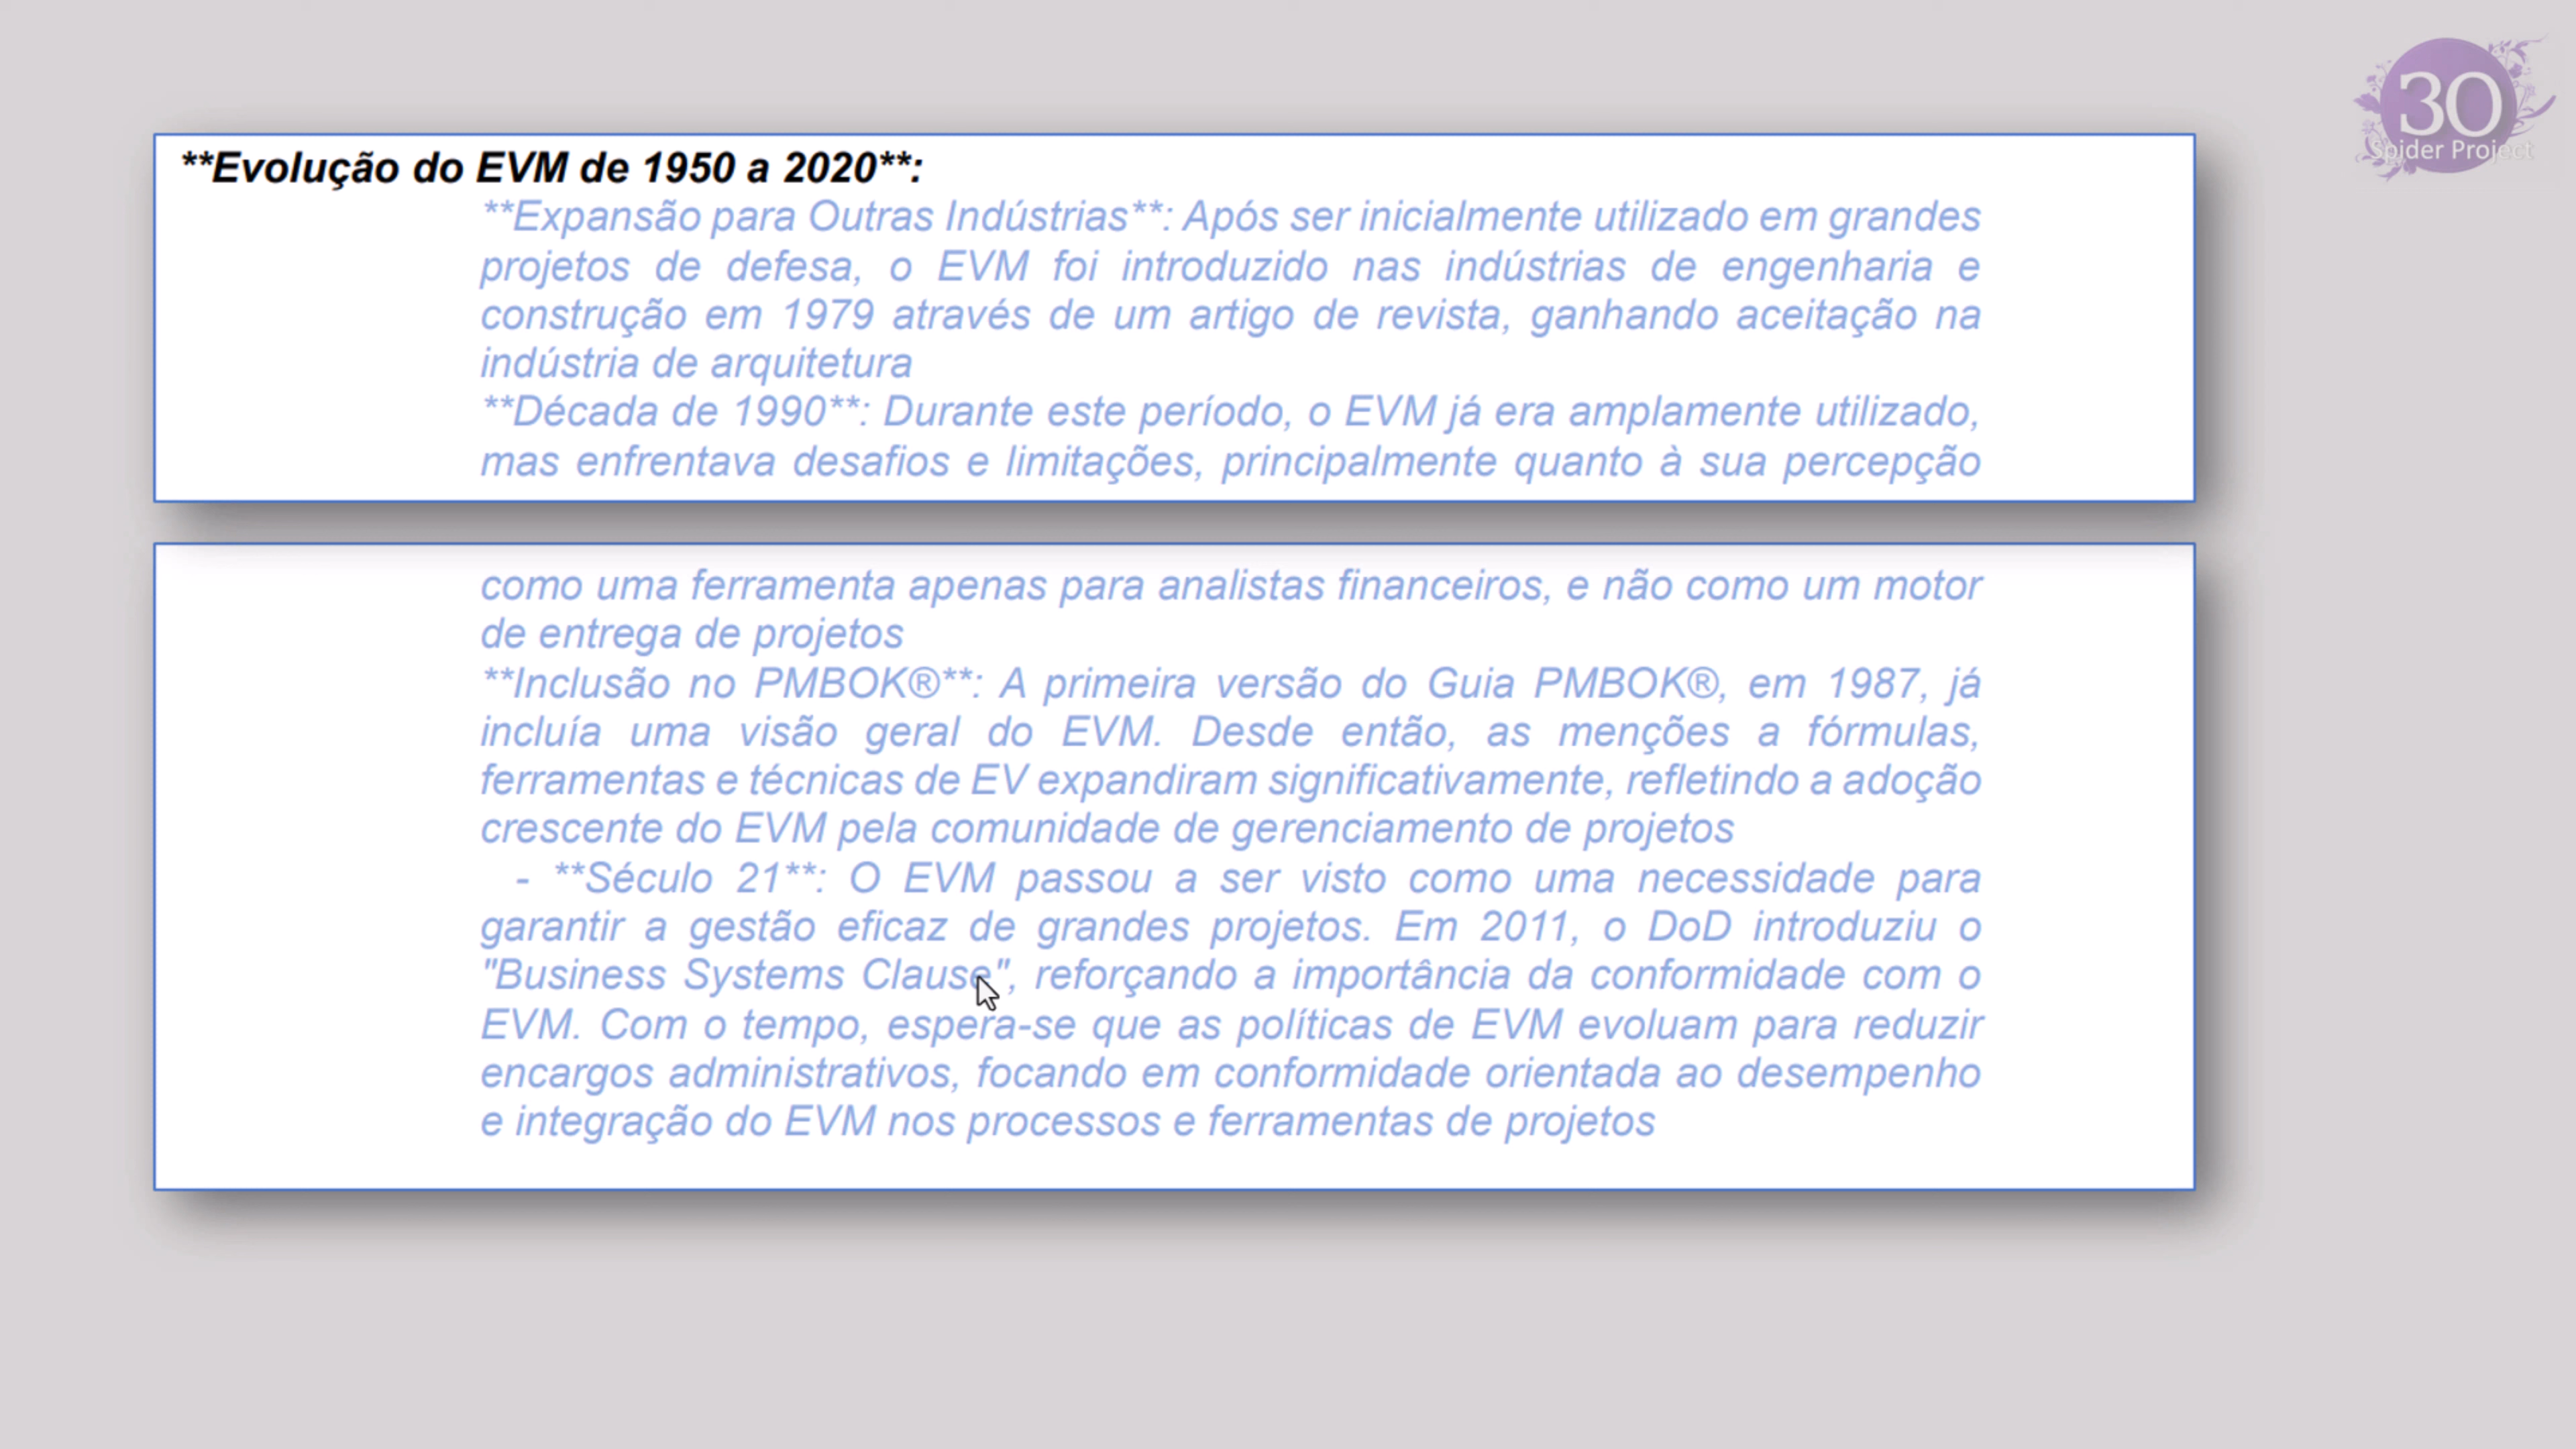 30
Spider Project
**Evolução do EVM de 1950 a 2020**:
**Expansão para Outras Indústrias**: Após ser inicialmente utilizado em grandes
projetos de defesa, o EVM foi introduzido nas indústrias de engenharia e
construção em 1979 através de um artigo de revista, ganhando aceitação na
indústria de arquitetura
**Década de 1990**: Durante este período, o EVM já era amplamente utilizado,
mas enfrentava desafios e limitações, principalmente quanto à sua percepção
como uma ferramenta apenas para analistas financeiros, e não como um motor
de entrega de projetos
**Inclusão no PMBOK®**: A primeira versão do Guia PMBOK®, em 1987, já
incluía uma visão geral do EVM. Desde então, as menções a fórmulas,
ferramentas e técnicas de EV expandiram significativamente, refletindo a adoção
crescente do EVM pela comunidade de gerenciamento de projetos
- **Século 21**: O EVM passou a ser visto como uma necessidade para
garantir a gestão eficaz de grandes projetos. Em 2011, o DoD introduziu o
"Business Systems Clause", reforçando a importância da conformidade com o
EVM. Com o tempo, espera-se que as políticas de EVM evoluam para reduzir
encargos administrativos, focando em conformidade orientada ao desempenho
e integração do EVM nos processos e ferramentas de projetos